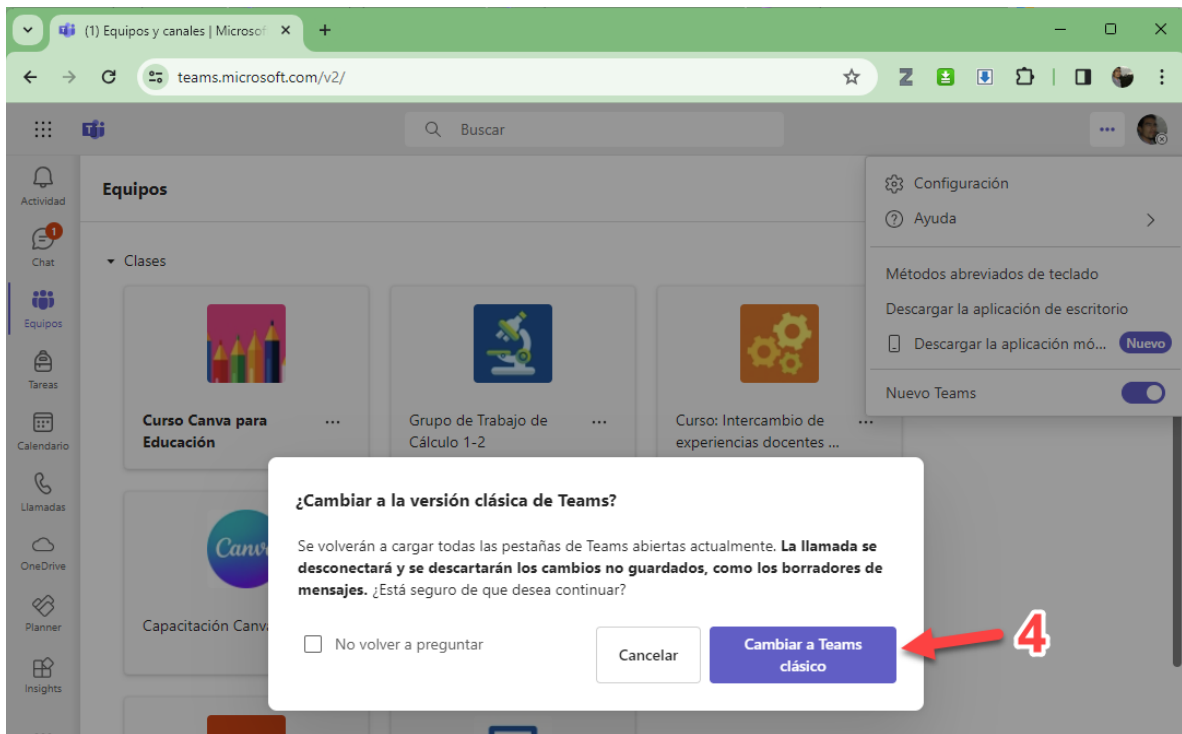 (1) Equipos y canales | Microsof
teams.microsoft.com/v2/
Buscar
Actividad
Chat
1
Equipos
Tareas
Calendario
Llamadas
OneDrive
Planner
Insights
Equipos
Clases
Curso Canva para
Educación
Grupo de Trabajo de
Cálculo 1-2
Curso: Intercambio de
experiencias docentes ...
Canv
Capacitación Canv
Configuración
Ayuda
Métodos abreviados de teclado
Descargar la aplicación de escritorio
Descargar la aplicación mó... Nuevo
Nuevo Teams
¿Cambiar a la versión clásica de Teams?
Se volverán a cargar todas las pestañas de Teams abiertas actualmente. La llamada se
desconectará y se descartarán los cambios no guardados, como los borradores de
mensajes. ¿Está seguro de que desea continuar?
No volver a preguntar
Cancelar
Cambiar a Teams
clásico
4